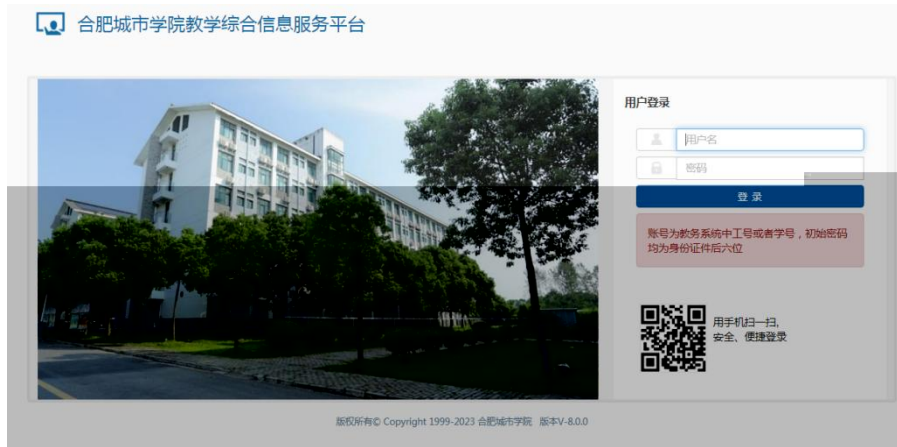 合肥城市学院教学综合信息服务平台
用户登录
用户名
密码
登 录
账号为教务系统中工号或者学号，初始密码
均为身份证件后六位
用手机扫一扫,
安全、便捷登录
版权所有© Copyright 1999-2023 合肥城市学院 版本V-8.0.0